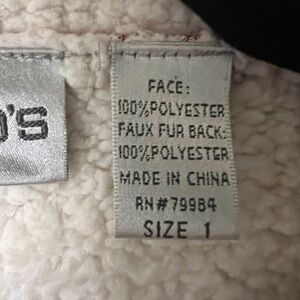 O'S
FACE:
100%POLYESTER
FAUX FUR BACK:
100%POLYESTER
MADE IN CHINA
RN#79984
SIZE 1